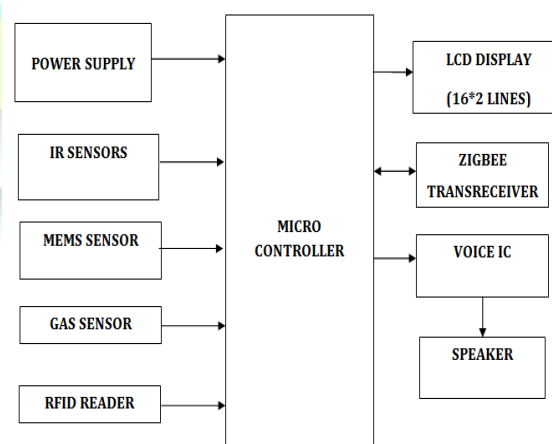 POWER SUPPLY
IR SENSORS
MEMS SENSOR
GAS SENSOR
RFID READER
MICRO
CONTROLLER
LCD DISPLAY
(16*2 LINES)
ZIGBEE
TRANSRECEIVER
VOICE IC
SPEAKER